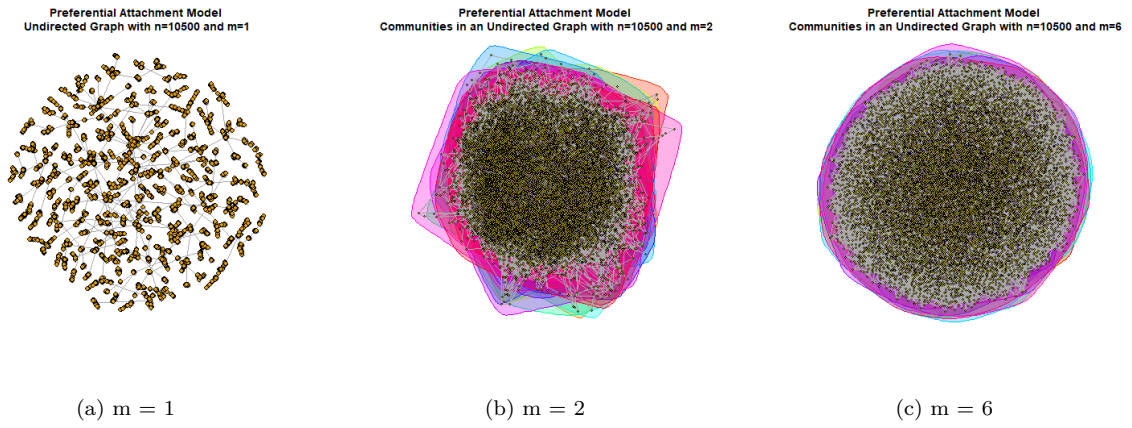 Preferential Attachment Model
Undirected Graph with n=10500 and m=1
Preferential Attachment Model
Communities in an Undirected Graph with n=10500 and m=2
Preferential Attachment Model
Communities in an Undirected Graph with n=10500 and m=6
(a) m = 1
(b) m = 2
(c) m = 6